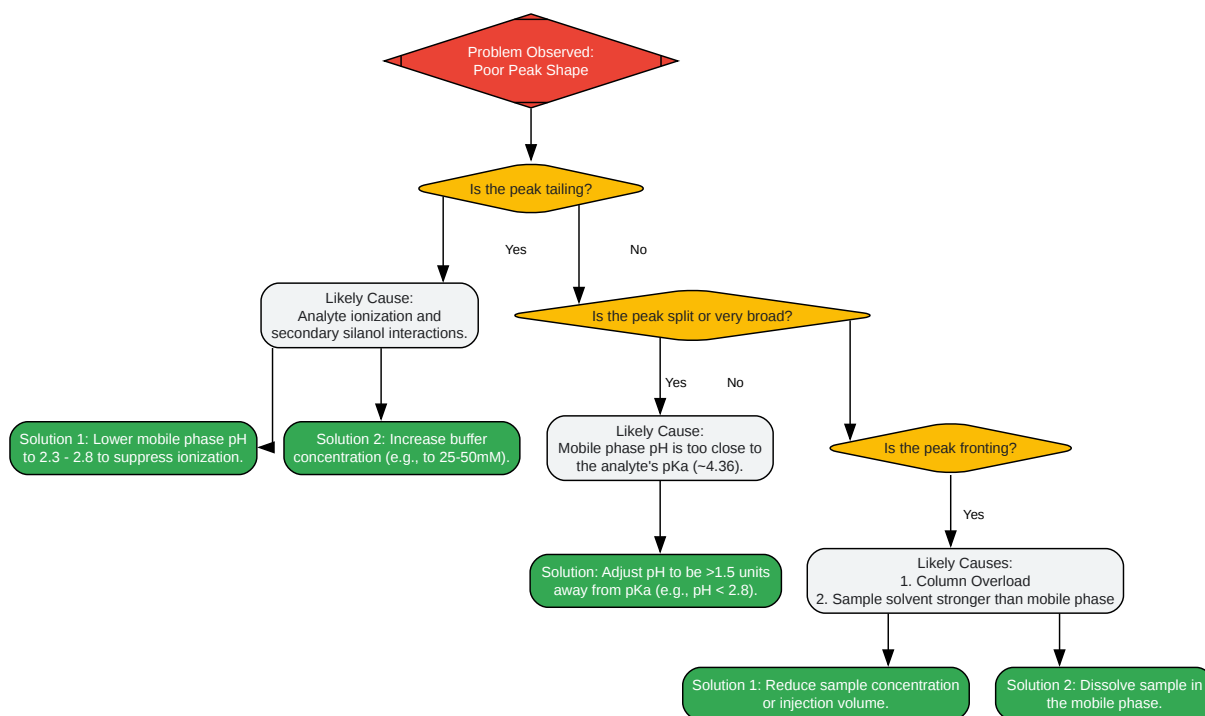 Problem Observed:
Poor Peak Shape
Is the peak tailing?
Yes
No
Likely Cause:
Analyte ionization and
secondary silanol interactions.
Is the peak split or very broad?
Yes
No
Solution 1: Lower mobile phase pH
to 2.3 - 2.8 to suppress ionization.
Solution 2: Increase buffer
concentration (e.g., to 25-50mM).
Likely Cause:
Mobile phase pH is too close to
the analyte's pKa (~4.36).
Is the peak fronting?
Yes
Solution: Adjust pH to be >1.5 units
away from pKa (e.g., pH < 2.8).
Likely Causes:
1. Column Overload
2. Sample solvent stronger than mobile phase
Solution 1: Reduce sample concentration
or injection volume.
Solution 2: Dissolve sample in
the mobile phase.